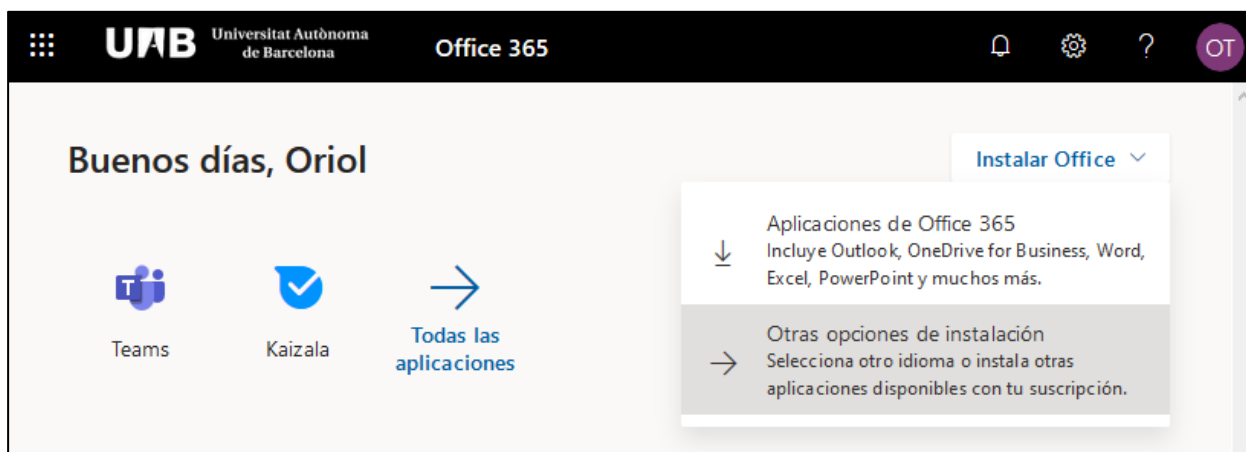 UAB
Universitat Autònoma
de Barcelona
Office 365
?
OT
Buenos días, Oriol
Instalar Office
Aplicaciones de Office 365
Incluye Outlook, OneDrive for Business, Word,
Excel, PowerPoint y muchos más.
T
Teams
Kaizala
Todas las
aplicaciones
Otras opciones de instalación
Selecciona otro idioma o instala otras
aplicaciones disponibles con tu suscripción.